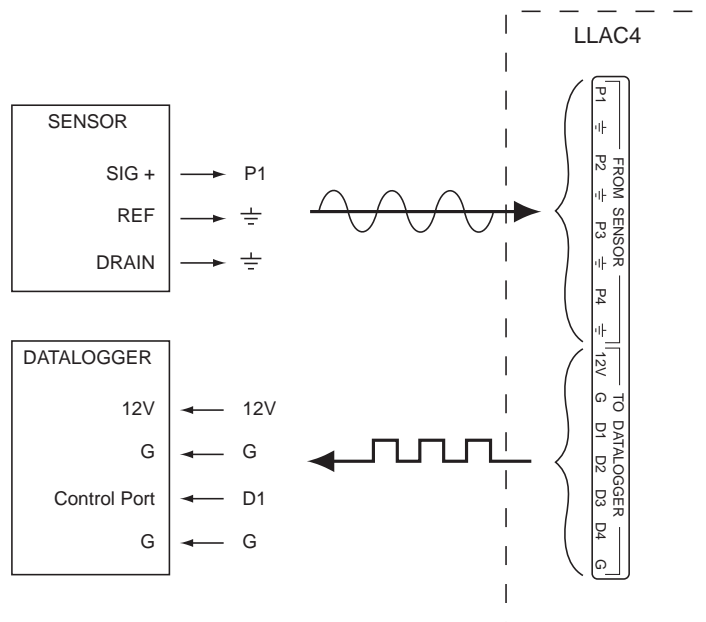 LLAC4
SENSOR
SIG + P1
REF
DRAIN
DATALOGGER
12V 12V
G G
Control Port D1
G G
P1
P2
P3
P4
FROM SENSOR
12V
G
D1
D2
D3
D4
G
TO DATALOGGER